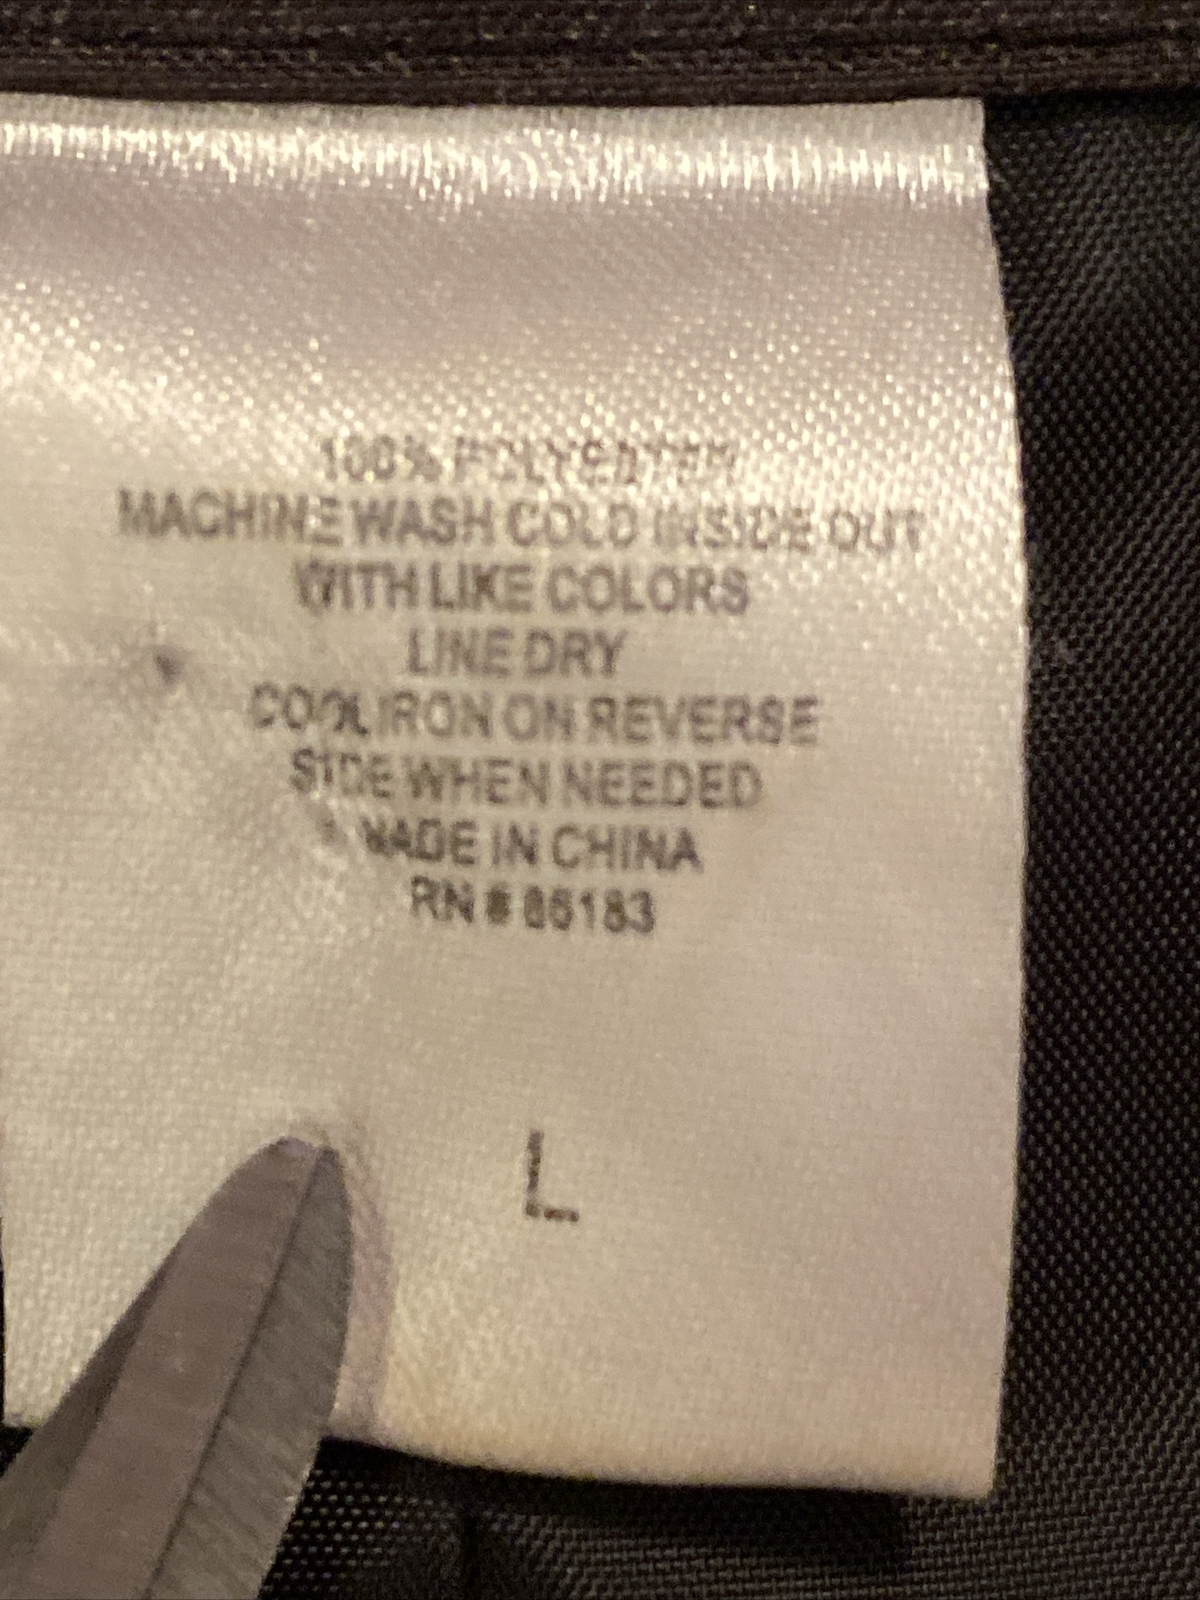 100% POLYESTER
MACHINE WASH COLD INSIDE OUT
WITH LIKE COLORS
LINE DRY
COOL IRON ON REVERSE
SIDE WHEN NEEDED
MADE IN CHINA
RN #
L